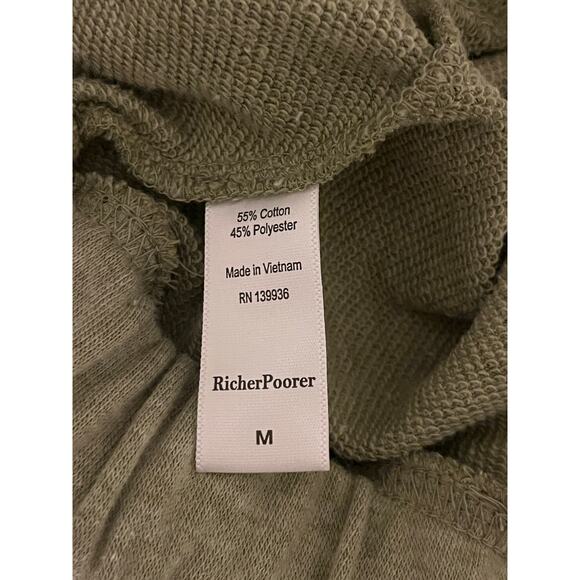 55% Cotton
45% Polyester
Made in Vietnam
RN 139936
RicherPoorer
M